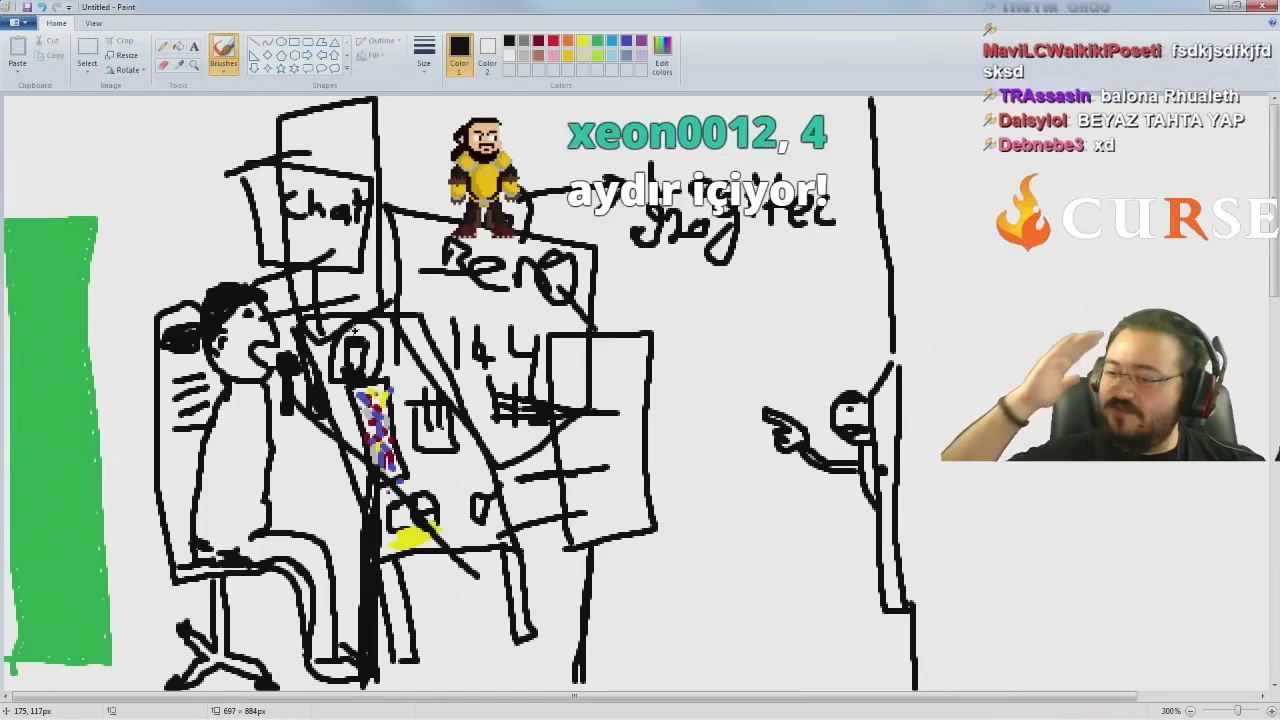 Untitled - Paint
Home
View
Paste
Cut
Copy
Clipboard
Select
Crop
Resize
Rotate
Image
Tools
Brushes
Shapes
Outline
Fill
Size
Color 1
Color 2
Edit colors
Colors
MaviLCWaikikiPoseti fsdkjsdfkjfd
sksd
TRAssasin balona Rhualeth
Daisylol BEYAZ TAHTA YAP
Debnebe3 xd
CURSE
xeon0012, 4
aydır içiyor!
Chat
144
175, 117px
697 × 884px
300%